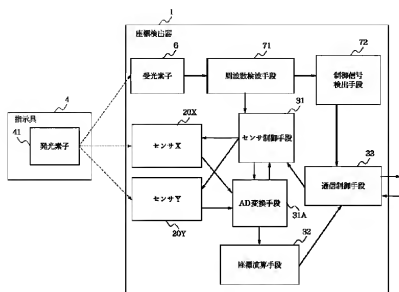 1
座標検出器
6
受光素子
71
周波数検波手段
72
制御信号
検出手段
4
指示具
41
発光素子
20X
センサX
31
センサ制御手段
33
通信制御手段
センサY
20Y
AD変換手段
31A
32
座標演算手段